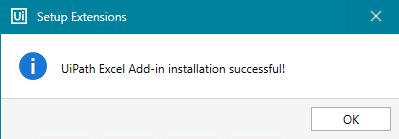 Ui Setup Extensions
UiPath Excel Add-in installation successful!
OK